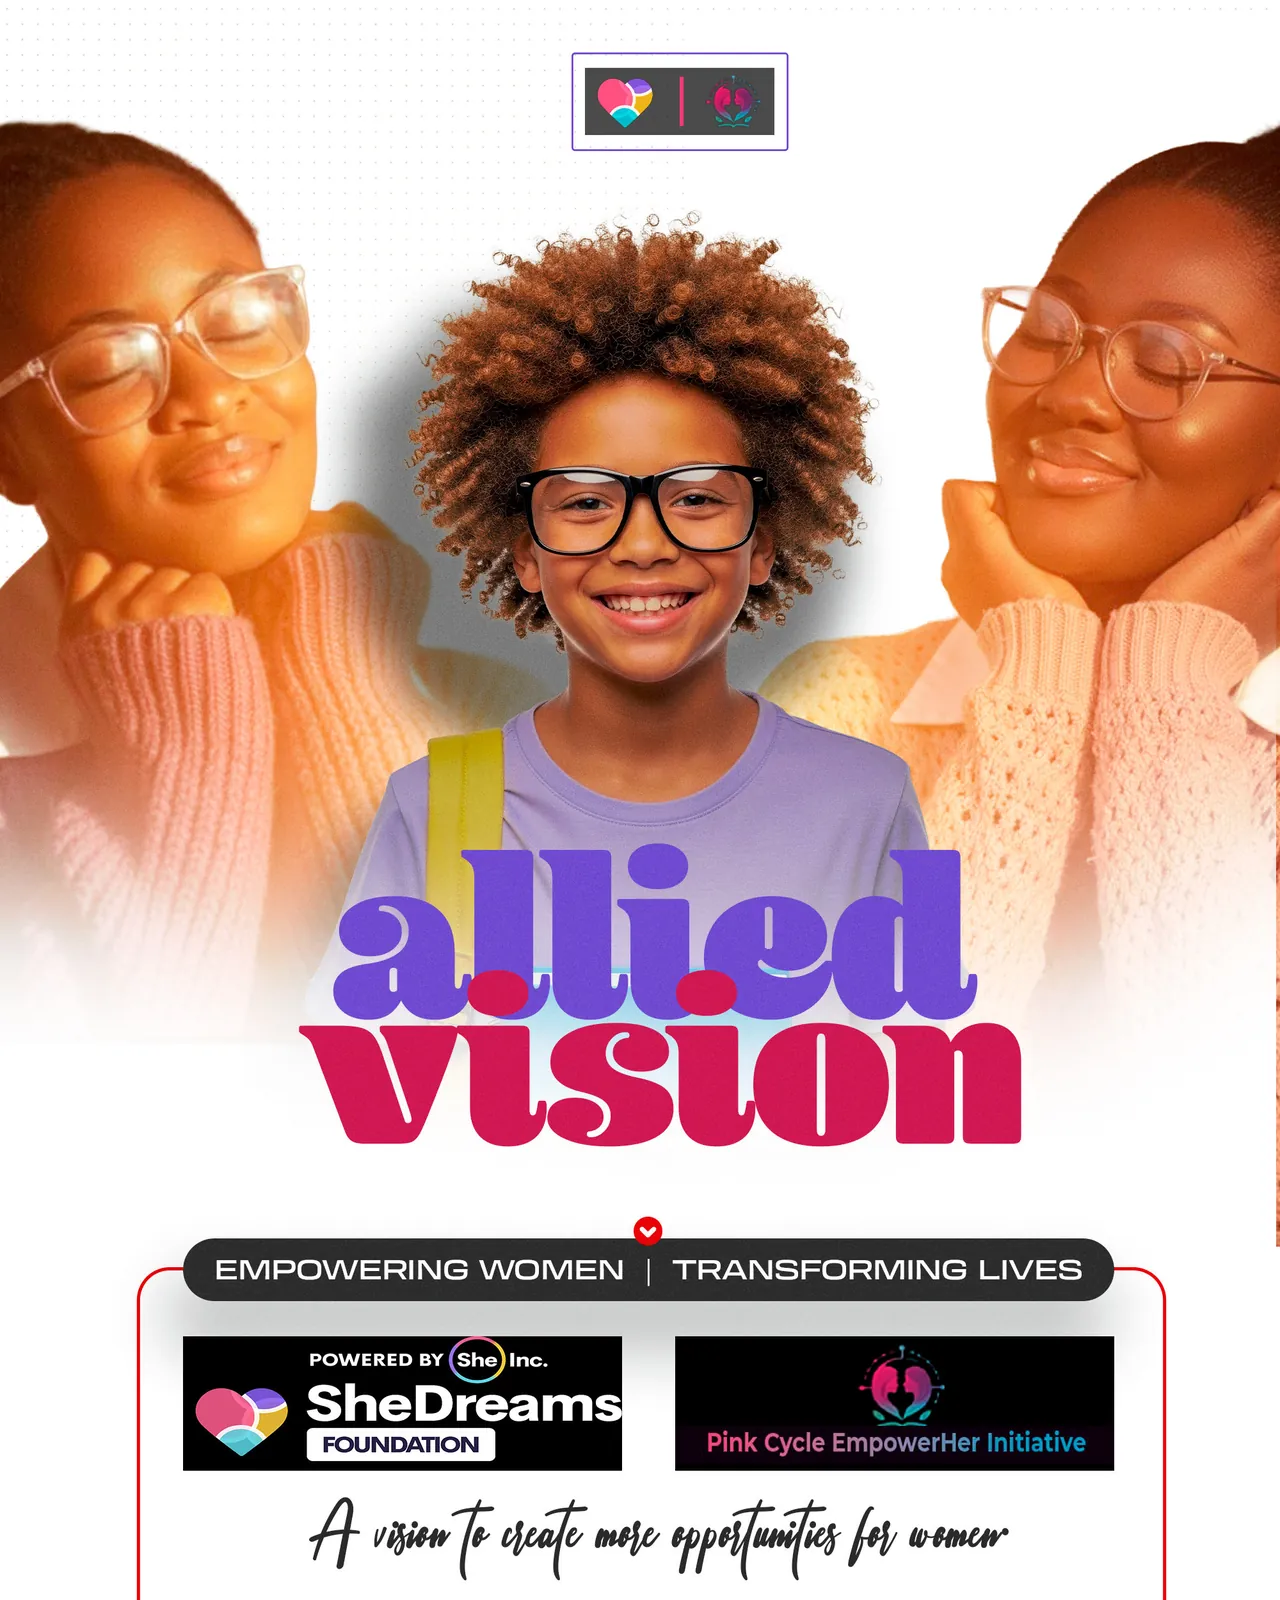 allied
vision
EMPOWERING WOMEN | TRANSFORMING LIVES
POWERED BY She Inc.
SheDreams
FOUNDATION
Pink Cycle EmpowerHer Initiative
A vision to create more opportunities for women